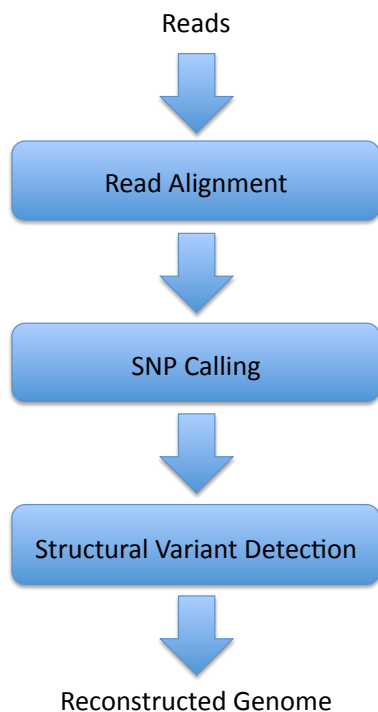 Reads
Read Alignment
SNP Calling
Structural Variant Detection
Reconstructed Genome